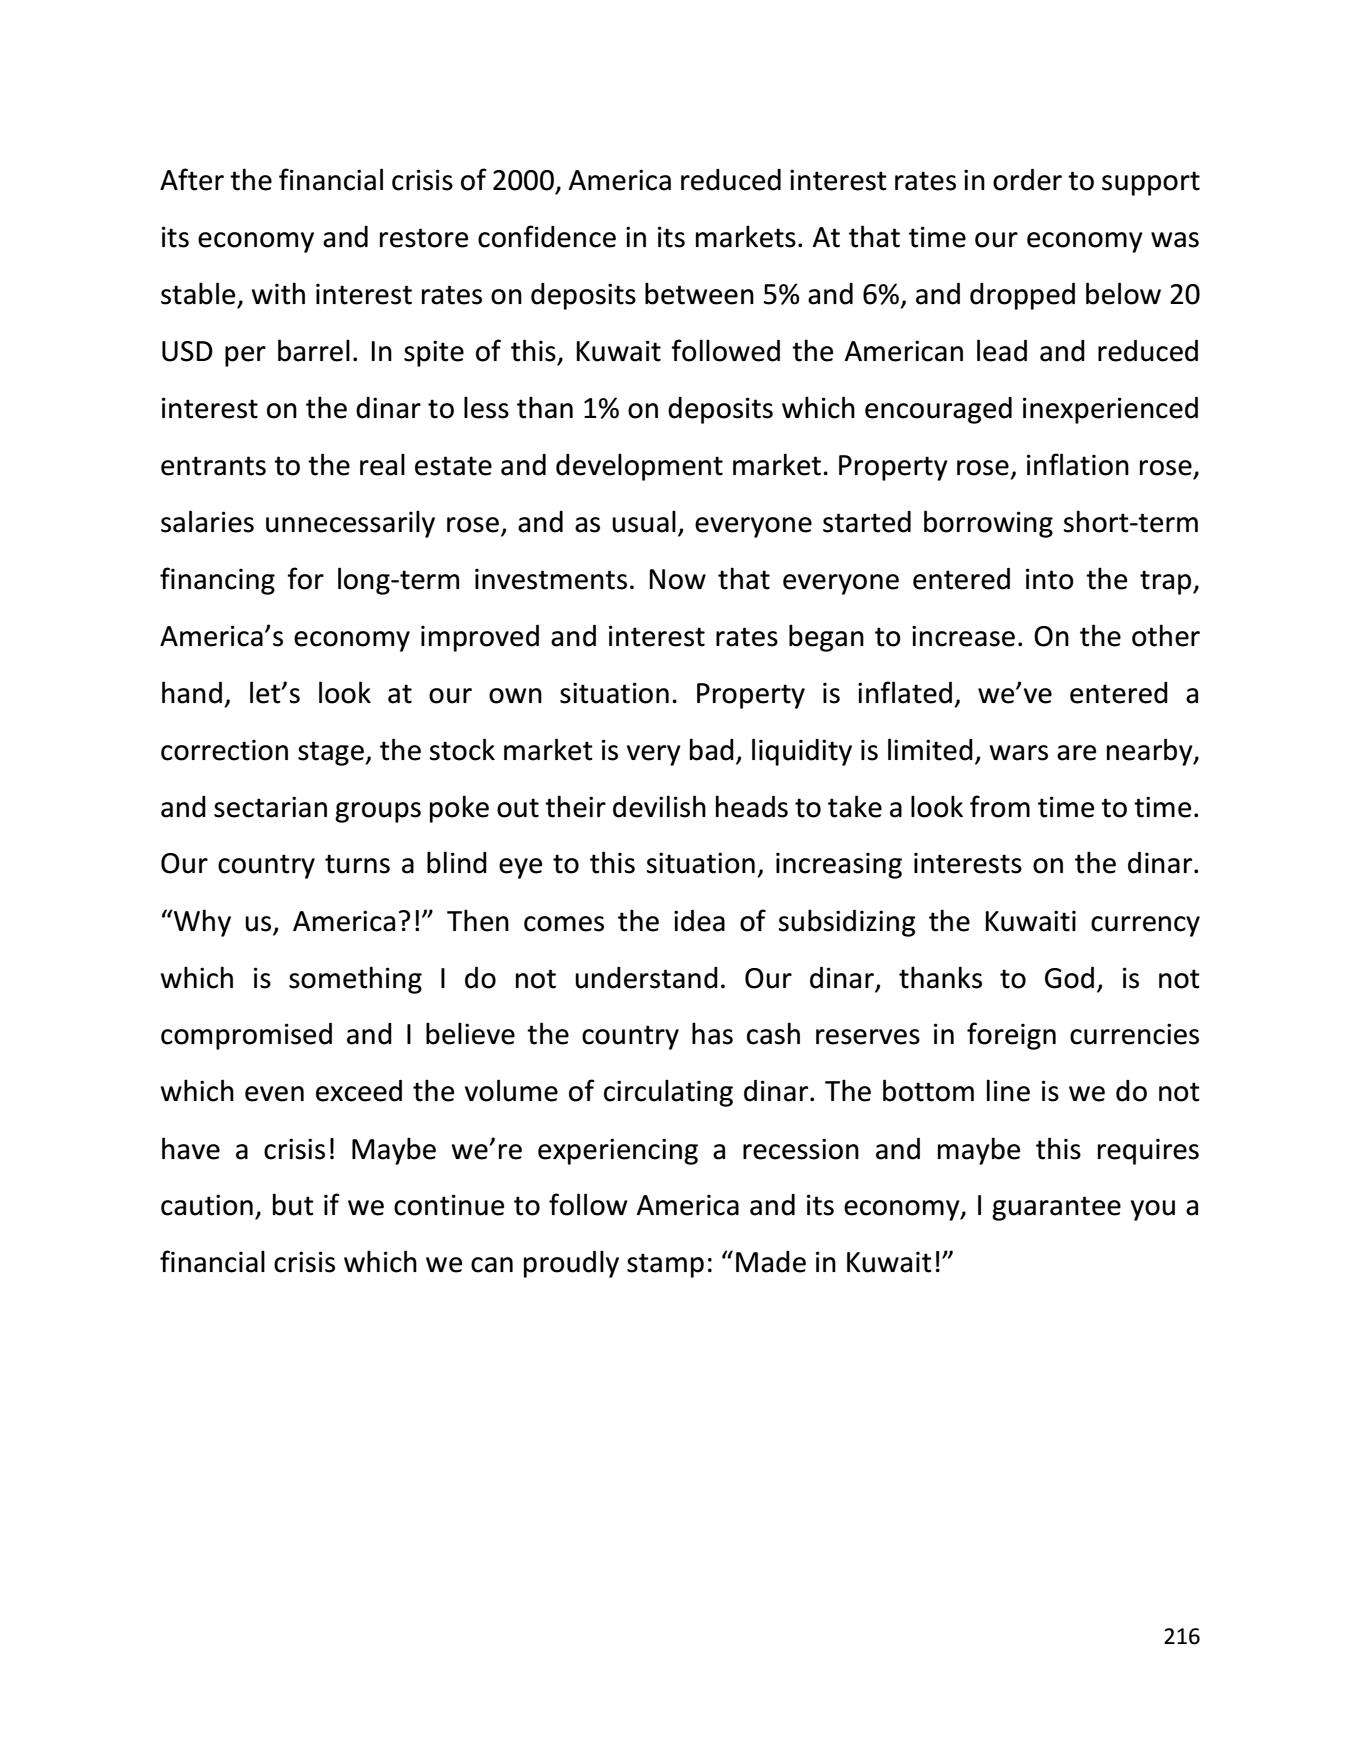 After the financial crisis of 2000, America reduced interest rates in order to support
its economy and restore confidence in its markets. At that time our economy was
stable, with interest rates on deposits between 5% and 6%, and dropped below 20
USD per barrel. In spite of this, Kuwait followed the American lead and reduced
interest on the dinar to less than 1% on deposits which encouraged inexperienced
entrants to the real estate and development market. Property rose, inflation rose,
salaries unnecessarily rose, and as usual, everyone started borrowing short-term
financing for long-term investments. Now that everyone entered into the trap,
America’s economy improved and interest rates began to increase. On the other
hand, let’s look at our own situation. Property is inflated, we’ve entered a
correction stage, the stock market is very bad, liquidity is limited, wars are nearby,
and sectarian groups poke out their devilish heads to take a look from time to time.
Our country turns a blind eye to this situation, increasing interests on the dinar.
“Why us, America?!” Then comes the idea of subsidizing the Kuwaiti currency
which is something I do not understand. Our dinar, thanks to God, is not
compromised and I believe the country has cash reserves in foreign currencies
which even exceed the volume of circulating dinar. The bottom line is we do not
have a crisis! Maybe we’re experiencing a recession and maybe this requires
caution, but if we continue to follow America and its economy, I guarantee you a
financial crisis which we can proudly stamp: “Made in Kuwait!”
216